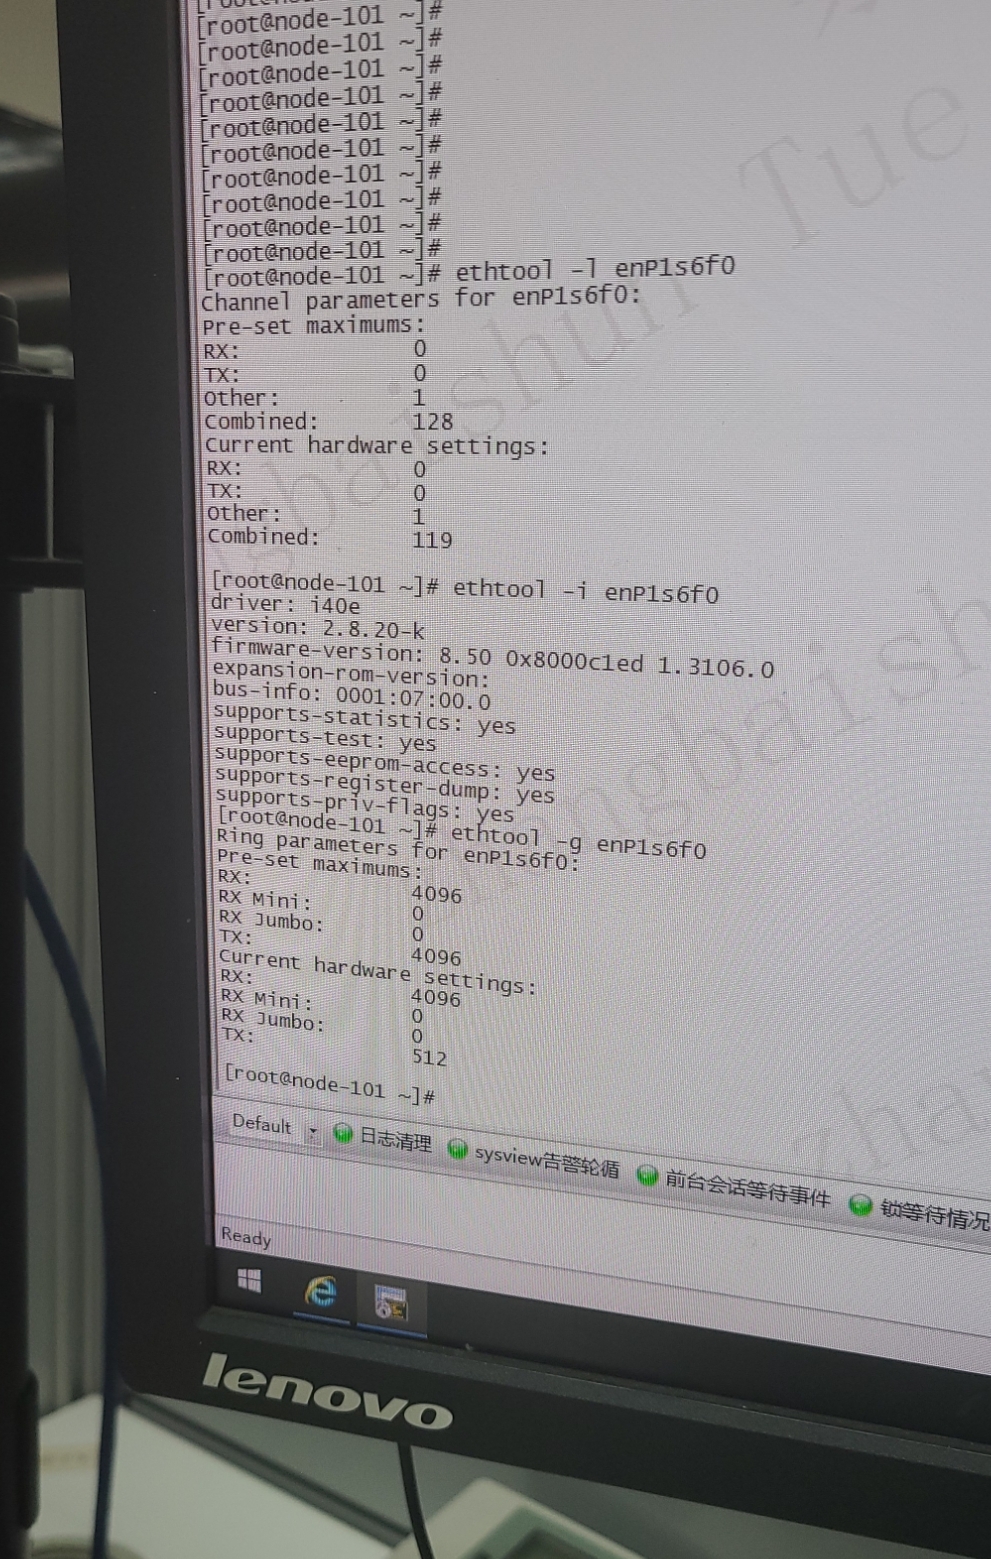 [root@node-101 ~]#
[root@node-101 ~]#
[root@node-101 ~]#
[root@node-101 ~]#
[root@node-101 ~]#
[root@node-101 ~]#
[root@node-101 ~]#
[root@node-101 ~]#
[root@node-101 ~]#
[root@node-101 ~]#
[root@node-101 ~]# ethtool -l enP1s6f0
Channel parameters for enP1s6f0:
Pre-set maximums:
RX: 0
TX: 0
Other: 1
Combined: 128
Current hardware settings:
RX: 0
TX: 0
Other: 1
Combined: 119
[root@node-101 ~]# ethtool -i enP1s6f0
driver: i40e
version: 2.8.20-k
firmware-version: 8.50 0x8000c1ed 1.3106.0
expansion-rom-version:
bus-info: 0001:07:00.0
supports-statistics: yes
supports-test: yes
supports-eeprom-access: yes
supports-register-dump: yes
supports-priv-flags: yes
[root@node-101 ~]# ethtool -g enP1s6f0
Ring parameters for enP1s6f0:
Pre-set maximums:
RX: 4096
RX Mini: 0
RX Jumbo: 0
TX: 4096
Current hardware settings:
RX: 4096
RX Mini: 0
RX Jumbo: 0
TX: 512
[root@node-101 ~]#
Default 日志清理 sysview告警轮循 前台会话等待事件 锁等待情况
Ready
lenovo
Tue